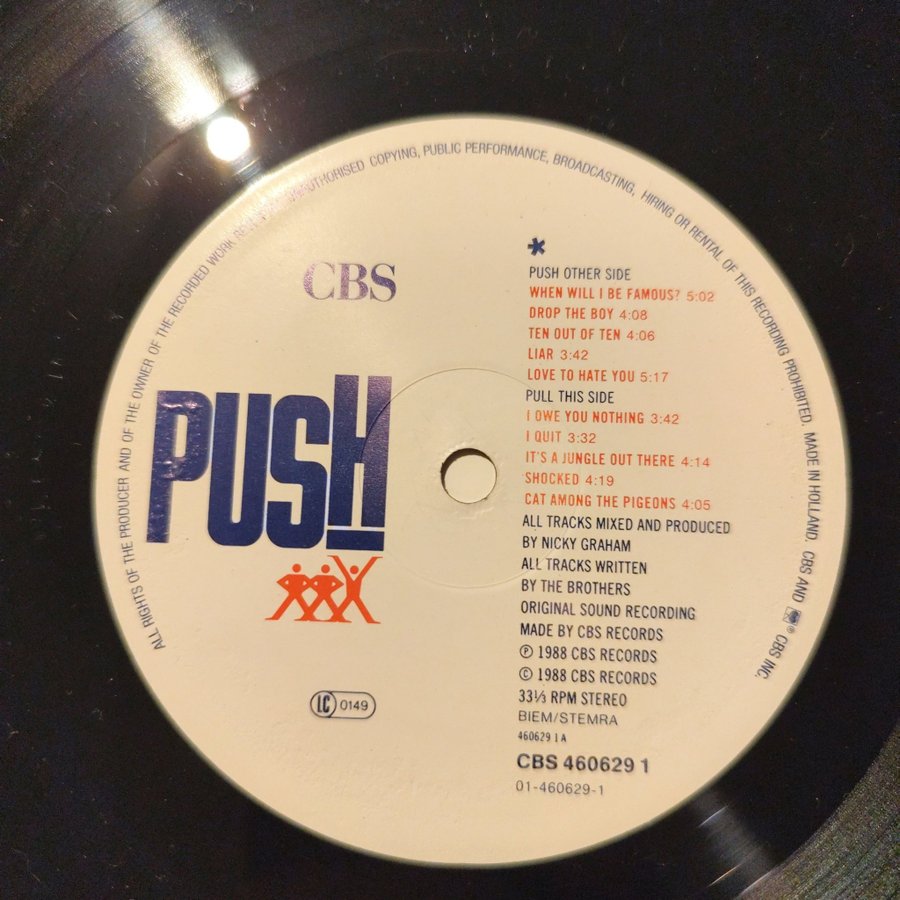 ALL RIGHTS OF THE PRODUCER AND OF THE OWNER OF THE RECORDED WORK COPYING, PUBLIC PERFORMANCE, BROADCASTING, HIRING OR RENTAL OF THIS RECORDING PROHIBITED. MADE IN HOLLAND. CBS AND ® CBS INC.
CBS
PUSH
LC 0149
*
PUSH OTHER SIDE
WHEN WILL I BE FAMOUS? 5:02
DROP THE BOY 4:08
TEN OUT OF TEN 4:06
LIAR 3:42
LOVE TO HATE YOU 5:17
PULL THIS SIDE
I OWE YOU NOTHING 3:42
I QUIT 3:32
IT'S A JUNGLE OUT THERE 4:14
SHOCKED 4:19
CAT AMONG THE PIGEONS 4:05
ALL TRACKS MIXED AND PRODUCED
BY NICKY GRAHAM
ALL TRACKS WRITTEN
BY THE BROTHERS
ORIGINAL SOUND RECORDING
MADE BY CBS RECORDS
℗ 1988 CBS RECORDS
© 1988 CBS RECORDS
33⅓ RPM STEREO
BIEM/STEMRA
460629 1 A
CBS 460629 1
01-460629-1